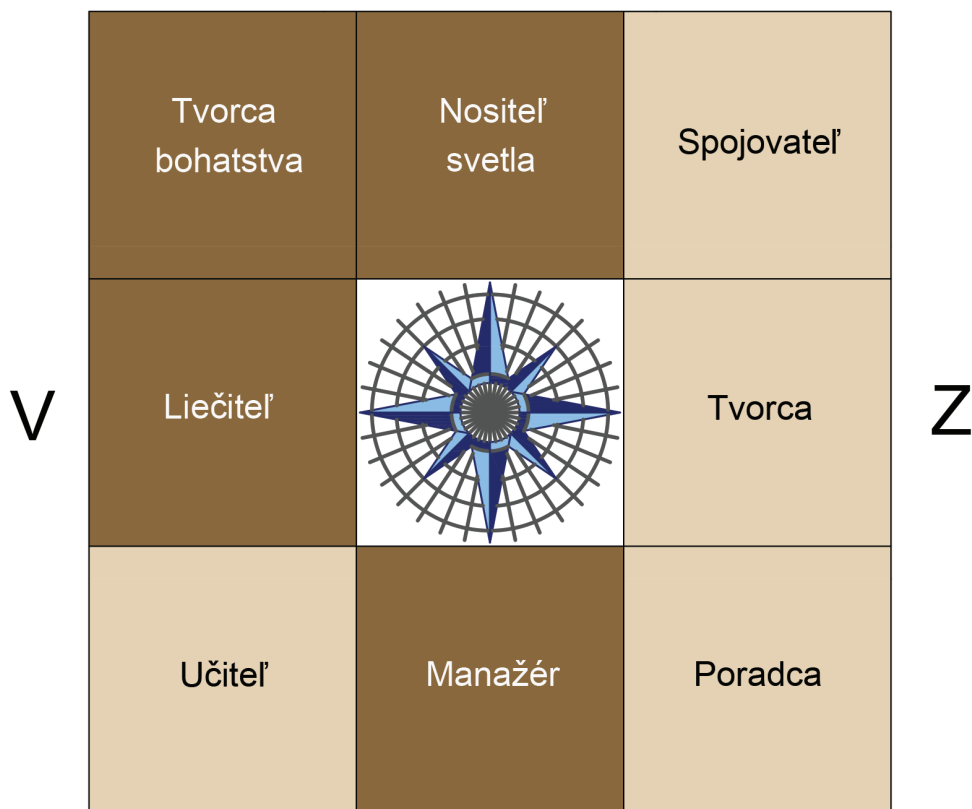 Tvorca
bohatstva
Nositeľ
svetla
Spojovateľ
V
Liečiteľ
Tvorca
Z
Učiteľ
Manažér
Poradca